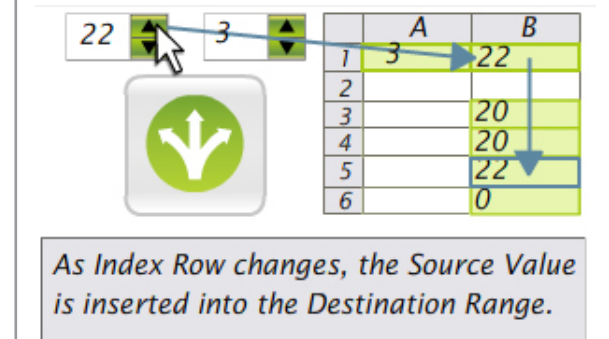 22 3 A B
1 3 22
2
3 20
4 20
5 22
6 0
As Index Row changes, the Source Value
is inserted into the Destination Range.